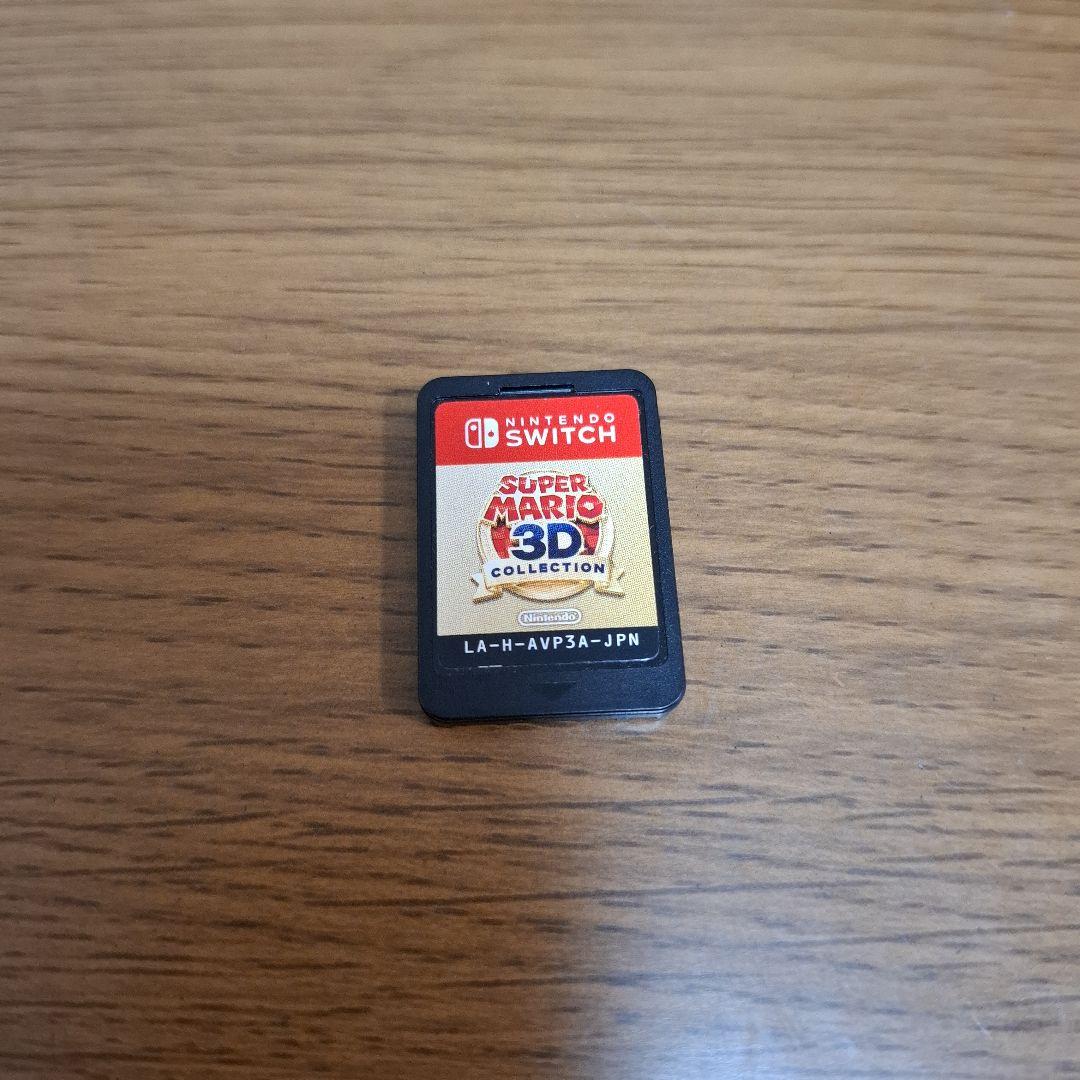 NINTENDO
SWITCH
SUPER
MARIO
3D
COLLECTION
Nintendo
LA-H-AVP3A-JPN